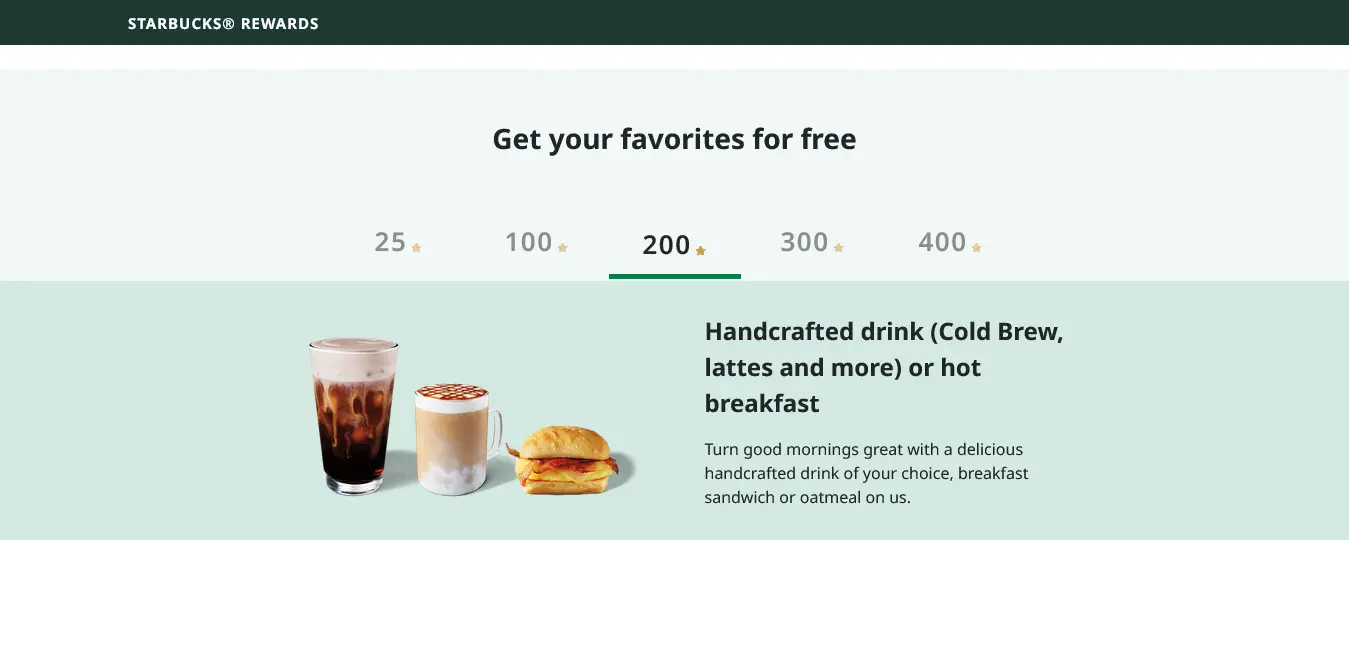 STARBUCKS® REWARDS
Get your favorites for free
25 100 200 300 400
Handcrafted drink (Cold Brew,
lattes and more) or hot
breakfast
Turn good mornings great with a delicious
handcrafted drink of your choice, breakfast
sandwich or oatmeal on us.